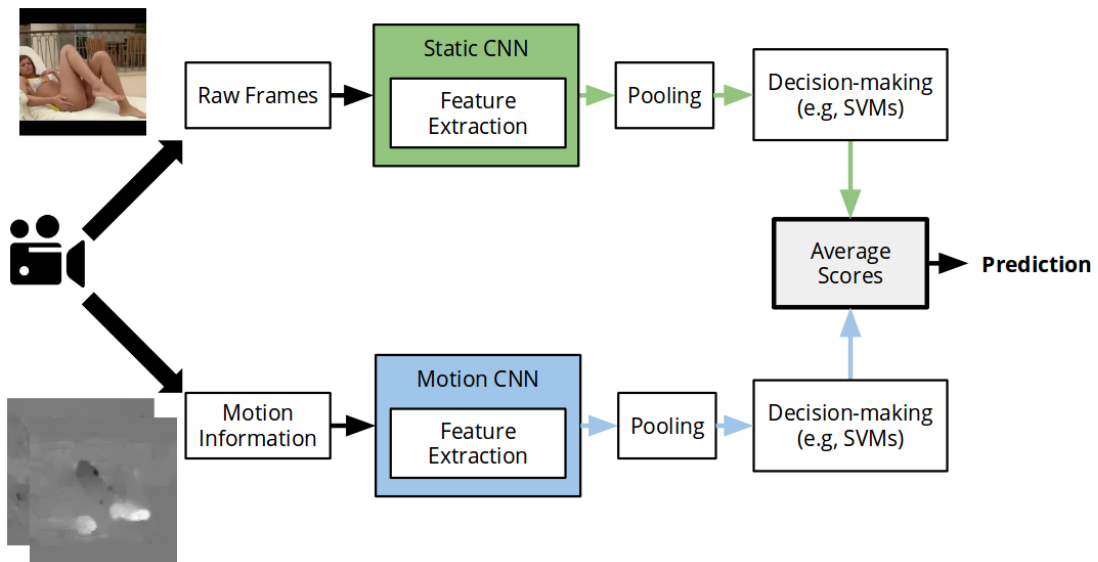 Raw Frames
Static CNN
Feature
Extraction
Pooling
Decision-making
(e.g, SVMs)
Average
Scores
Prediction
Motion
Information
Motion CNN
Feature
Extraction
Pooling
Decision-making
(e.g, SVMs)